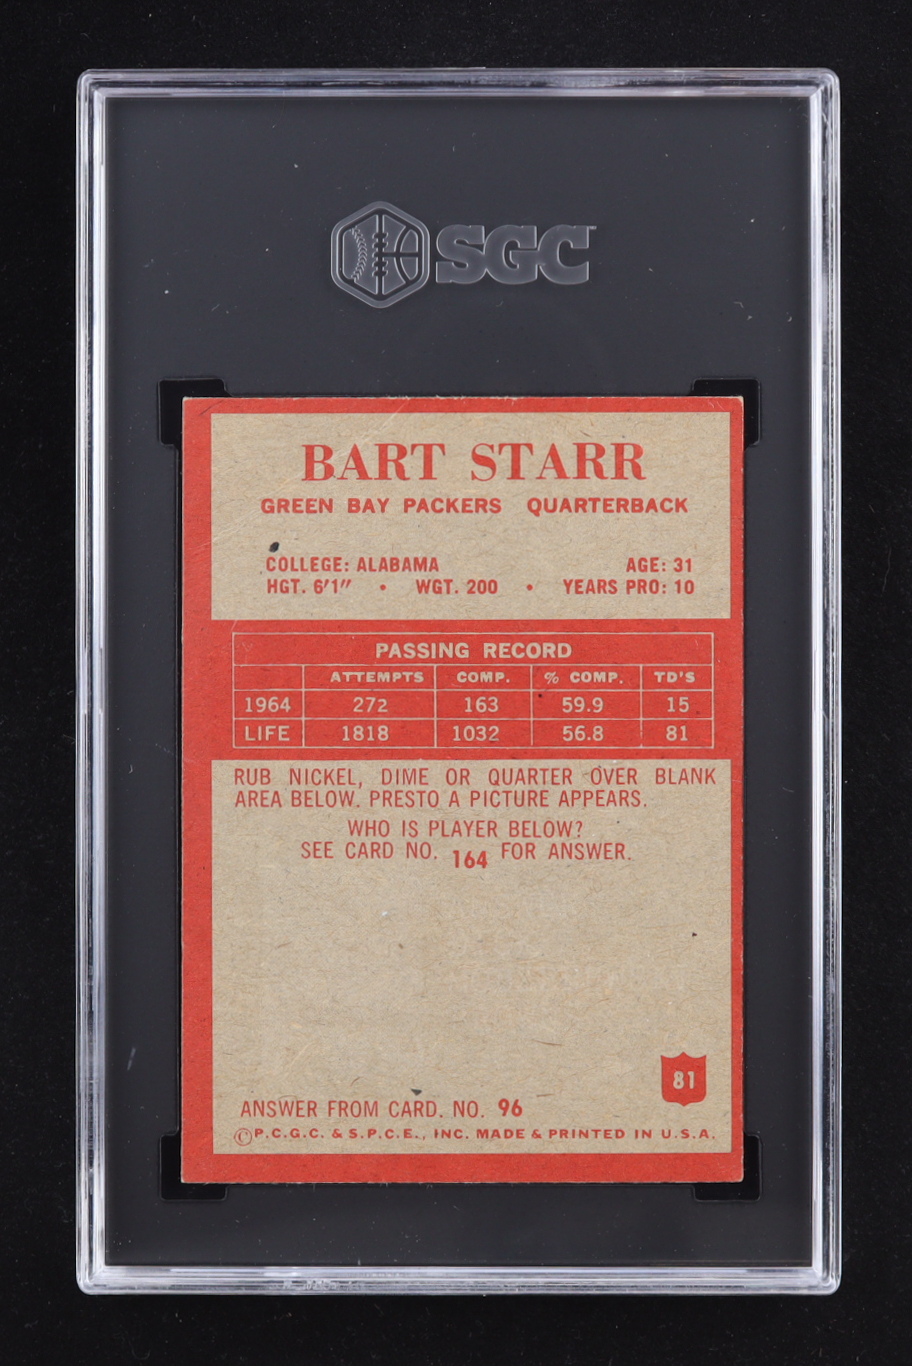 SGC
BART STARR
GREEN BAY PACKERS QUARTERBACK
COLLEGE: ALABAMA AGE: 31
HGT. 6'1" • WGT. 200 • YEARS PRO: 10
PASSING RECORD
ATTEMPTS COMP. % COMP. TD'S
1964 272 163 59.9 15
LIFE 1818 1032 56.8 81
RUB NICKEL, DIME OR QUARTER OVER BLANK
AREA BELOW. PRESTO A PICTURE APPEARS.
WHO IS PLAYER BELOW?
SEE CARD NO. 164 FOR ANSWER.
81
ANSWER FROM CARD. NO. 96
©P.C.G.C. & S.P.C.E., INC. MADE & PRINTED IN U.S.A.